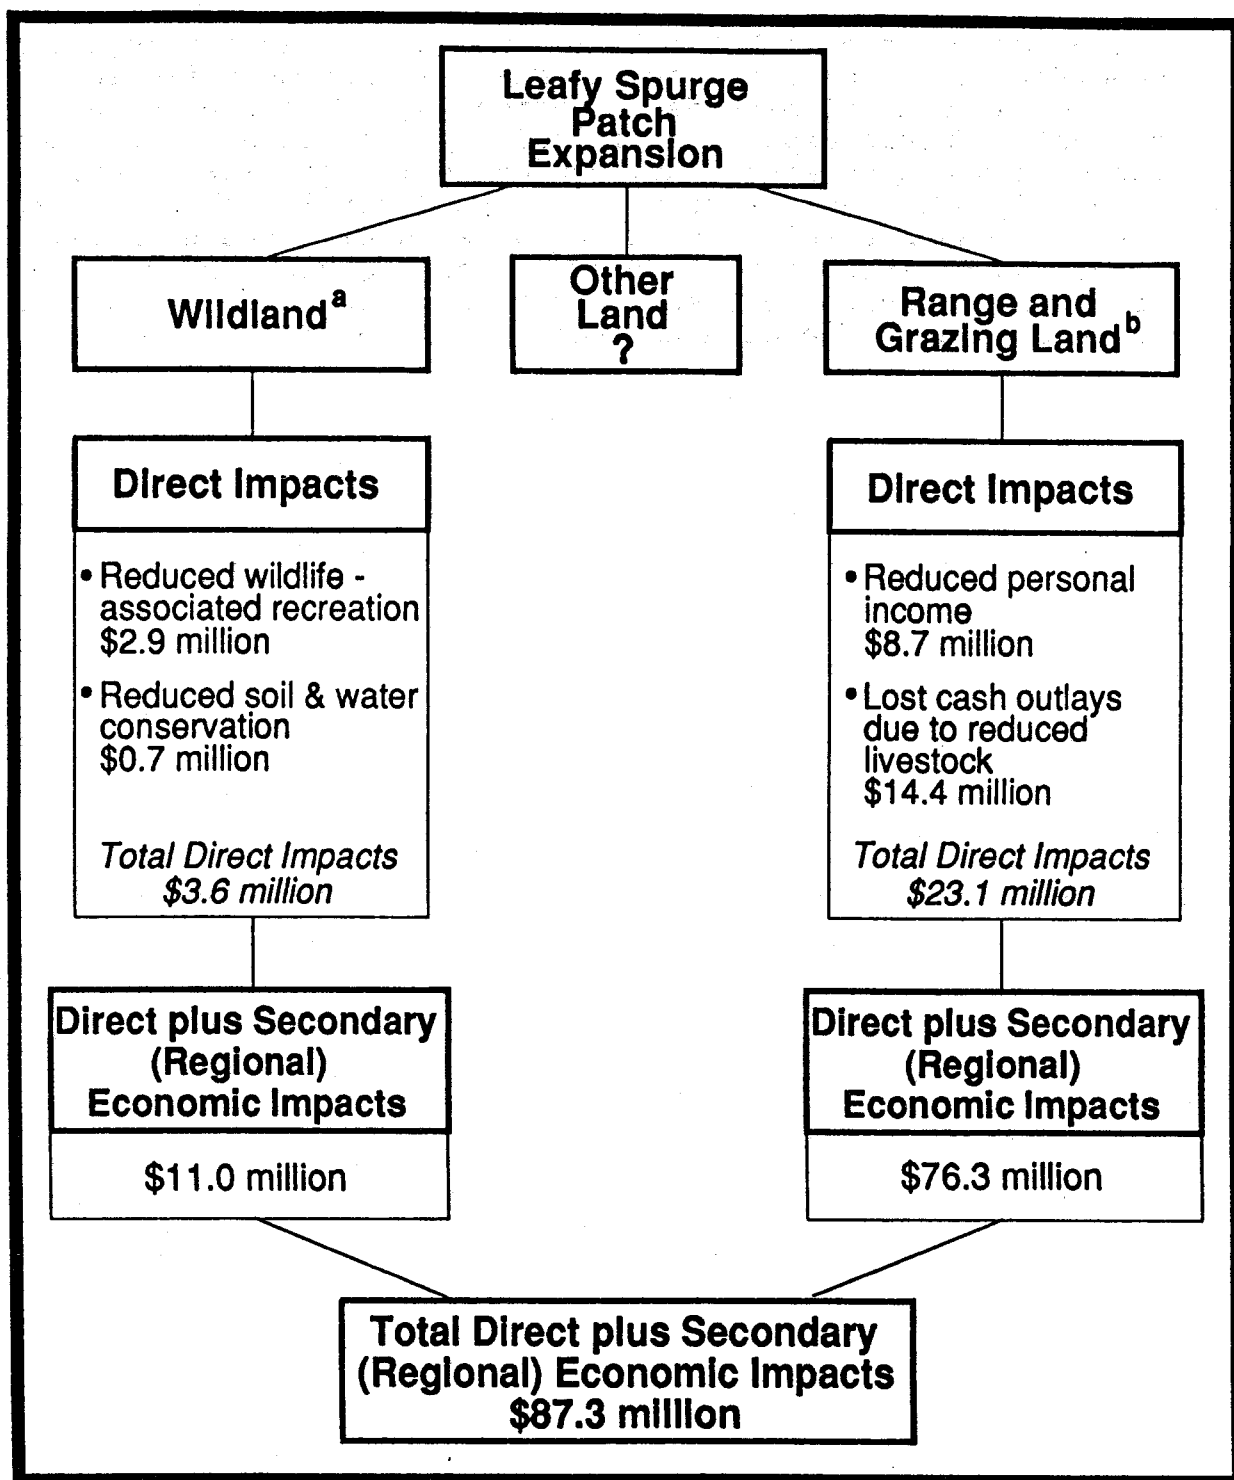 Leafy Spurge
Patch
Expansion
Wildland a
Other
Land
?
Range and
Grazing Land b
Direct Impacts
• Reduced wildlife -
associated recreation
$2.9 million
• Reduced soil & water
conservation
$0.7 million
Total Direct Impacts
$3.6 million
Direct Impacts
• Reduced personal
income
$8.7 million
• Lost cash outlays
due to reduced
livestock
$14.4 million
Total Direct Impacts
$23.1 million
Direct plus Secondary
(Regional)
Economic Impacts
$11.0 million
Direct plus Secondary
(Regional)
Economic Impacts
$76.3 million
Total Direct plus Secondary
(Regional) Economic Impacts
$87.3 million